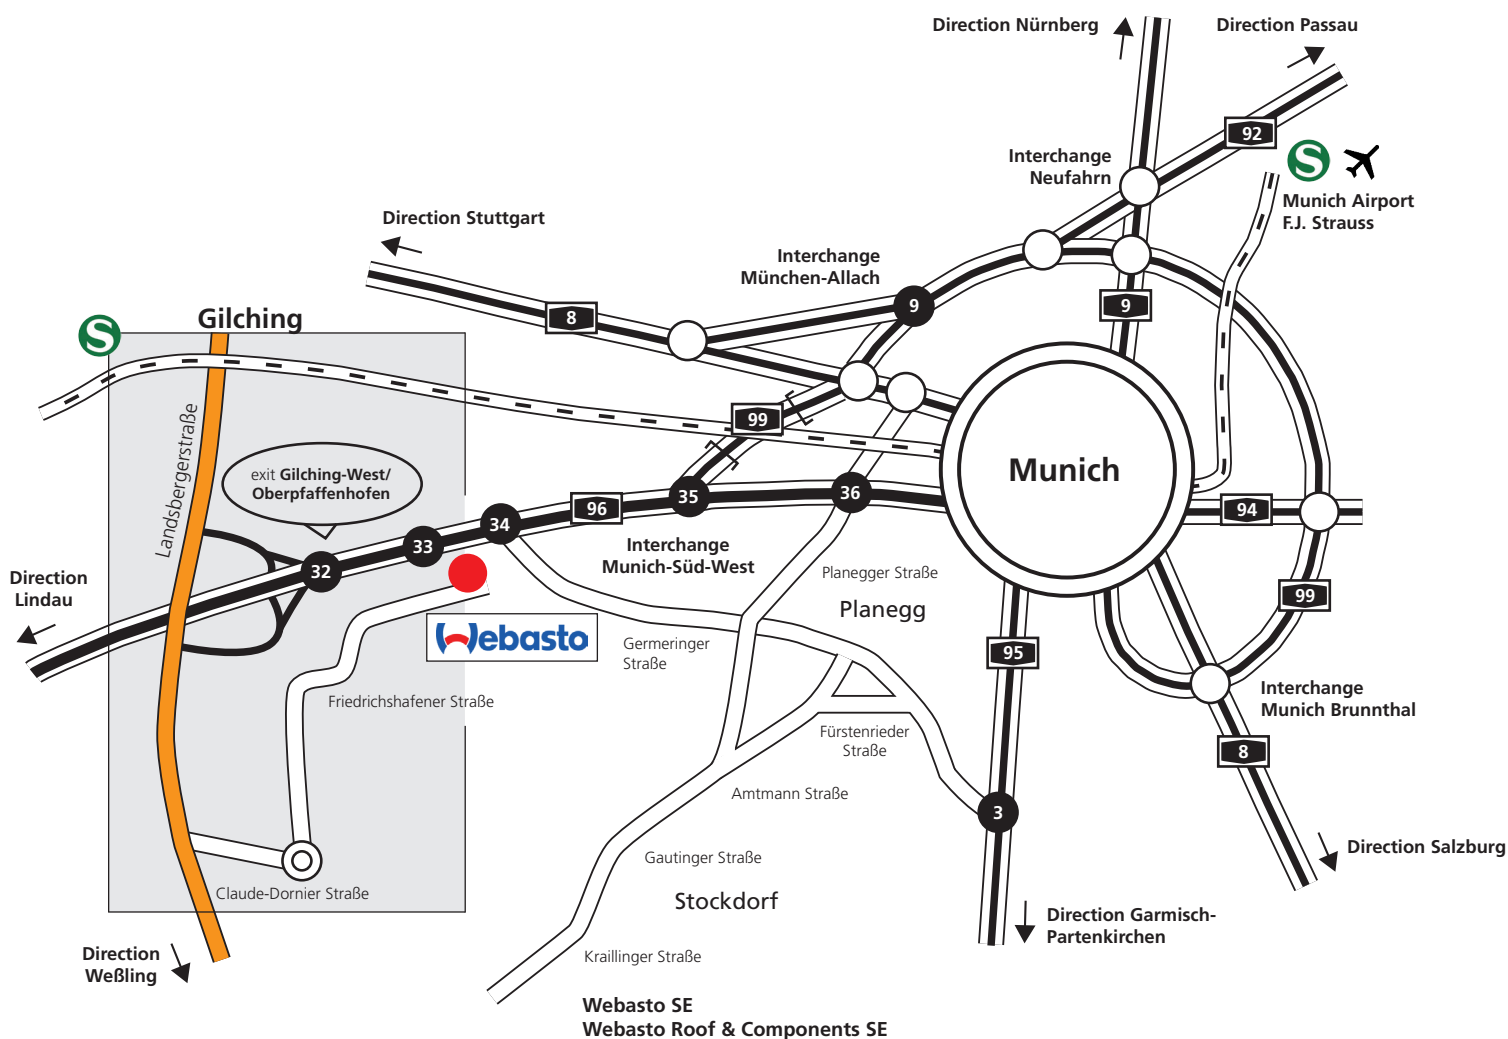 Direction Nürnberg
Direction Passau
92
Interchange
Neufahrn
S
Munich Airport
F.J. Strauss
Direction Stuttgart
Interchange
München-Allach
8
9
9
S
Gilching
99
Landsbergerstraße
exit Gilching-West/
Oberpfaffenhofen
Munich
36
35
96
34
33
32
94
Direction
Lindau
Interchange
Munich-Süd-West
Planegger Straße
Planegg
99
Webasto
Germeringer
Straße
95
Friedrichshafener Straße
Interchange
Munich Brunnthal
Fürstenrieder
Straße
8
Amtmann Straße
3
Direction Salzburg
Gautinger Straße
Claude-Dornier Straße
Stockdorf
Direction Garmisch-
Partenkirchen
Direction
Weßling
Kraillinger Straße
Webasto SE
Webasto Roof & Components SE